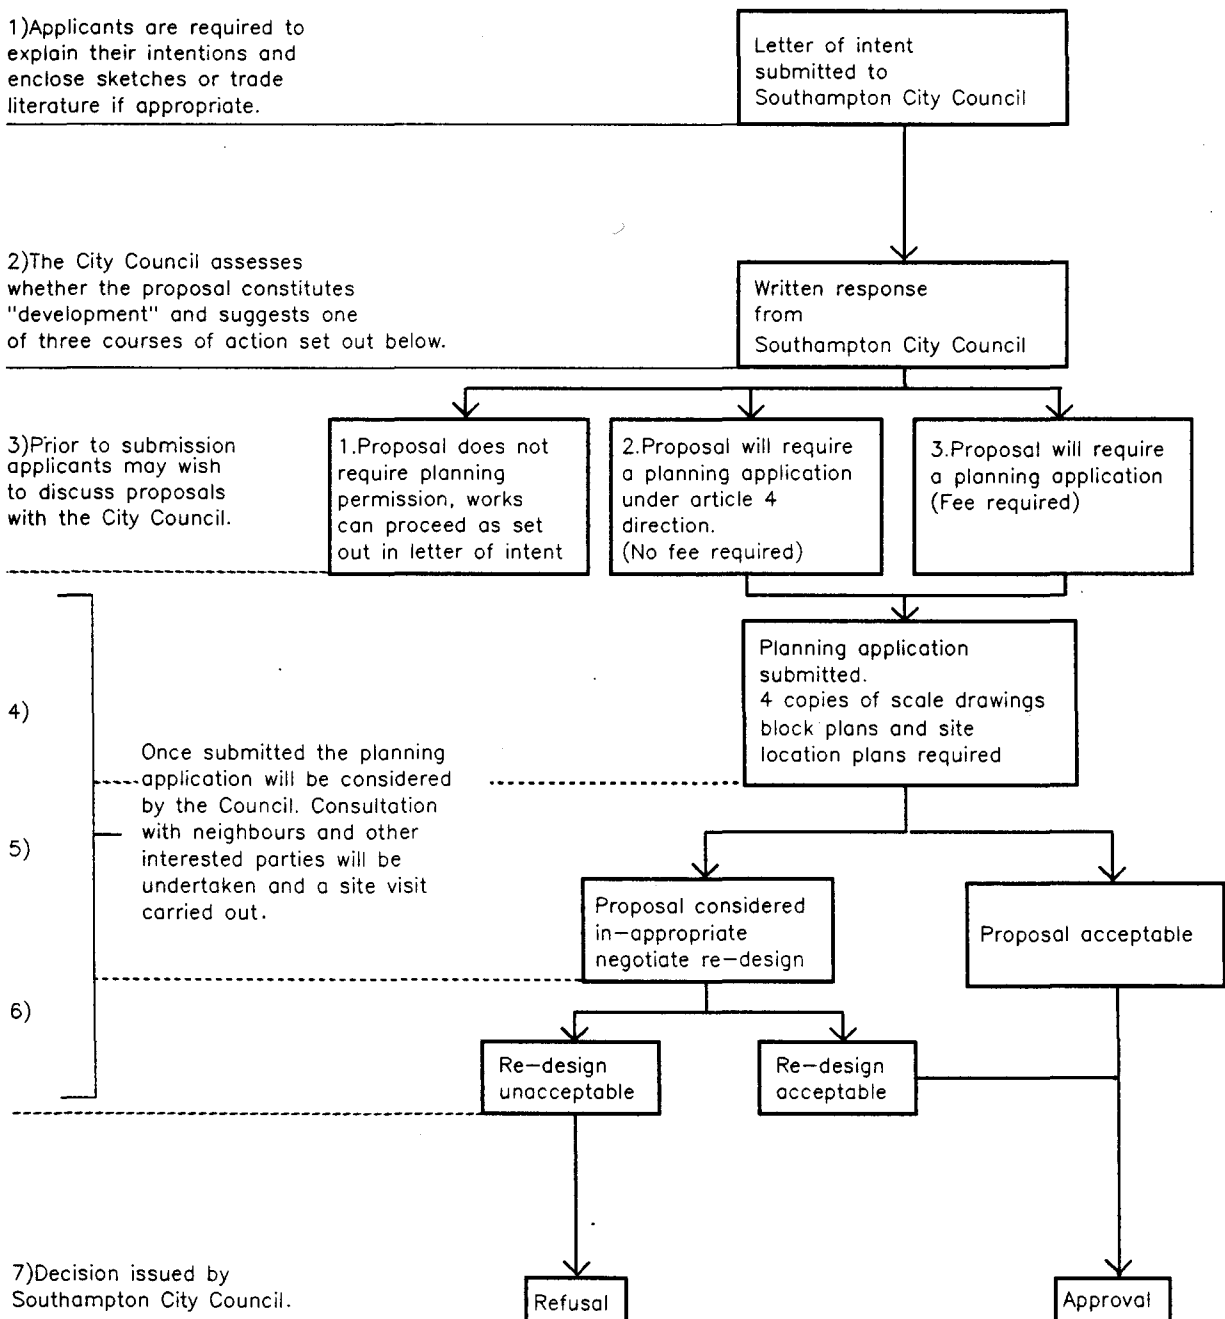 1)Applicants are required to
explain their intentions and
enclose sketches or trade
literature if appropriate.
Letter of intent
submitted to
Southampton City Council
2)The City Council assesses
whether the proposal constitutes
"development" and suggests one
of three courses of action set out below.
Written response
from
Southampton City Council
3)Prior to submission
applicants may wish
to discuss proposals
with the City Council.
1.Proposal does not
require planning
permission, works
can proceed as set
out in letter of intent
2.Proposal will require
a planning application
under article 4
direction.
(No fee required)
3.Proposal will require
a planning application
(Fee required)
Planning application
submitted.
4 copies of scale drawings
block plans and site
location plans required
4)
5)
6)
Once submitted the planning
application will be considered
by the Council. Consultation
with neighbours and other
interested parties will be
undertaken and a site visit
carried out.
Proposal considered
in-appropriate
negotiate re-design
Proposal acceptable
Re-design
unacceptable
Re-design
acceptable
7)Decision issued by
Southampton City Council.
Refusal
Approval